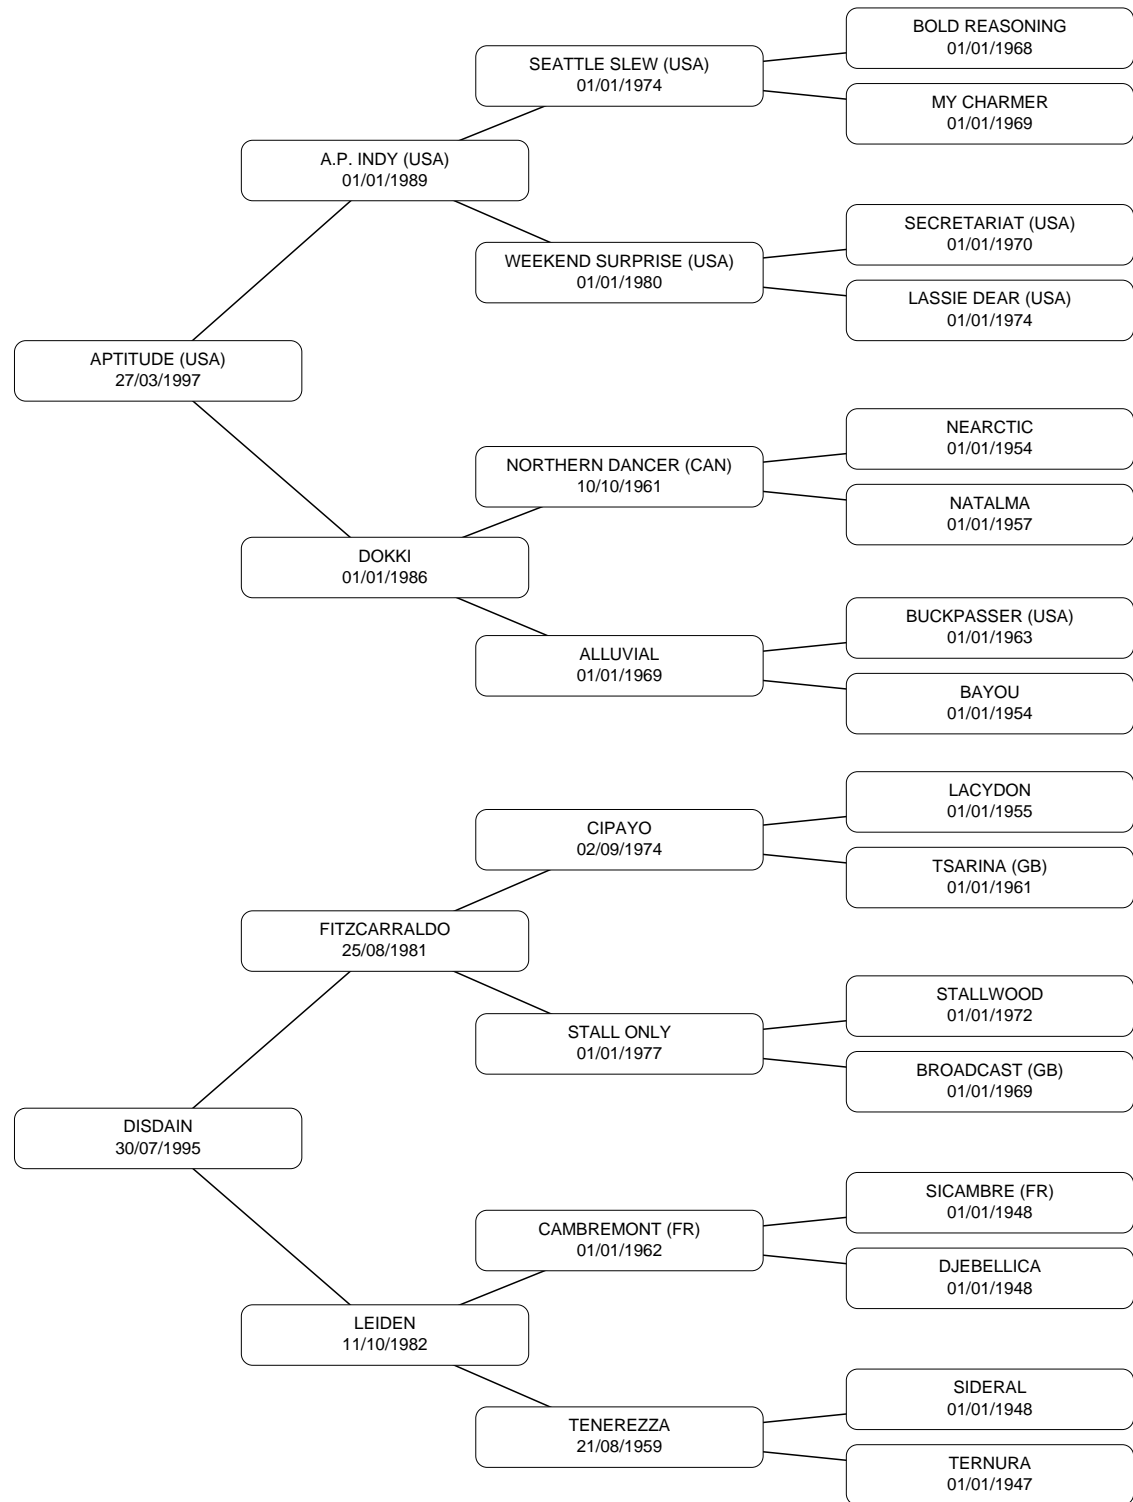 BOLD REASONING
01/01/1968
SEATTLE SLEW (USA)
01/01/1974
MY CHARMER
01/01/1969
A.P. INDY (USA)
01/01/1989
SECRETARIAT (USA)
01/01/1970
WEEKEND SURPRISE (USA)
01/01/1980
LASSIE DEAR (USA)
01/01/1974
APTITUDE (USA)
27/03/1997
NEARCTIC
01/01/1954
NORTHERN DANCER (CAN)
10/10/1961
NATALMA
01/01/1957
DOKKI
01/01/1986
BUCKPASSER (USA)
01/01/1963
ALLUVIAL
01/01/1969
BAYOU
01/01/1954
LACYDON
01/01/1955
CIPAYO
02/09/1974
TSARINA (GB)
01/01/1961
FITZCARRALDO
25/08/1981
STALLWOOD
01/01/1972
STALL ONLY
01/01/1977
BROADCAST (GB)
01/01/1969
DISDAIN
30/07/1995
SICAMBRE (FR)
01/01/1948
CAMBREMONT (FR)
01/01/1962
DJEBELLICA
01/01/1948
LEIDEN
11/10/1982
SIDERAL
01/01/1948
TENEREZZA
21/08/1959
TERNURA
01/01/1947